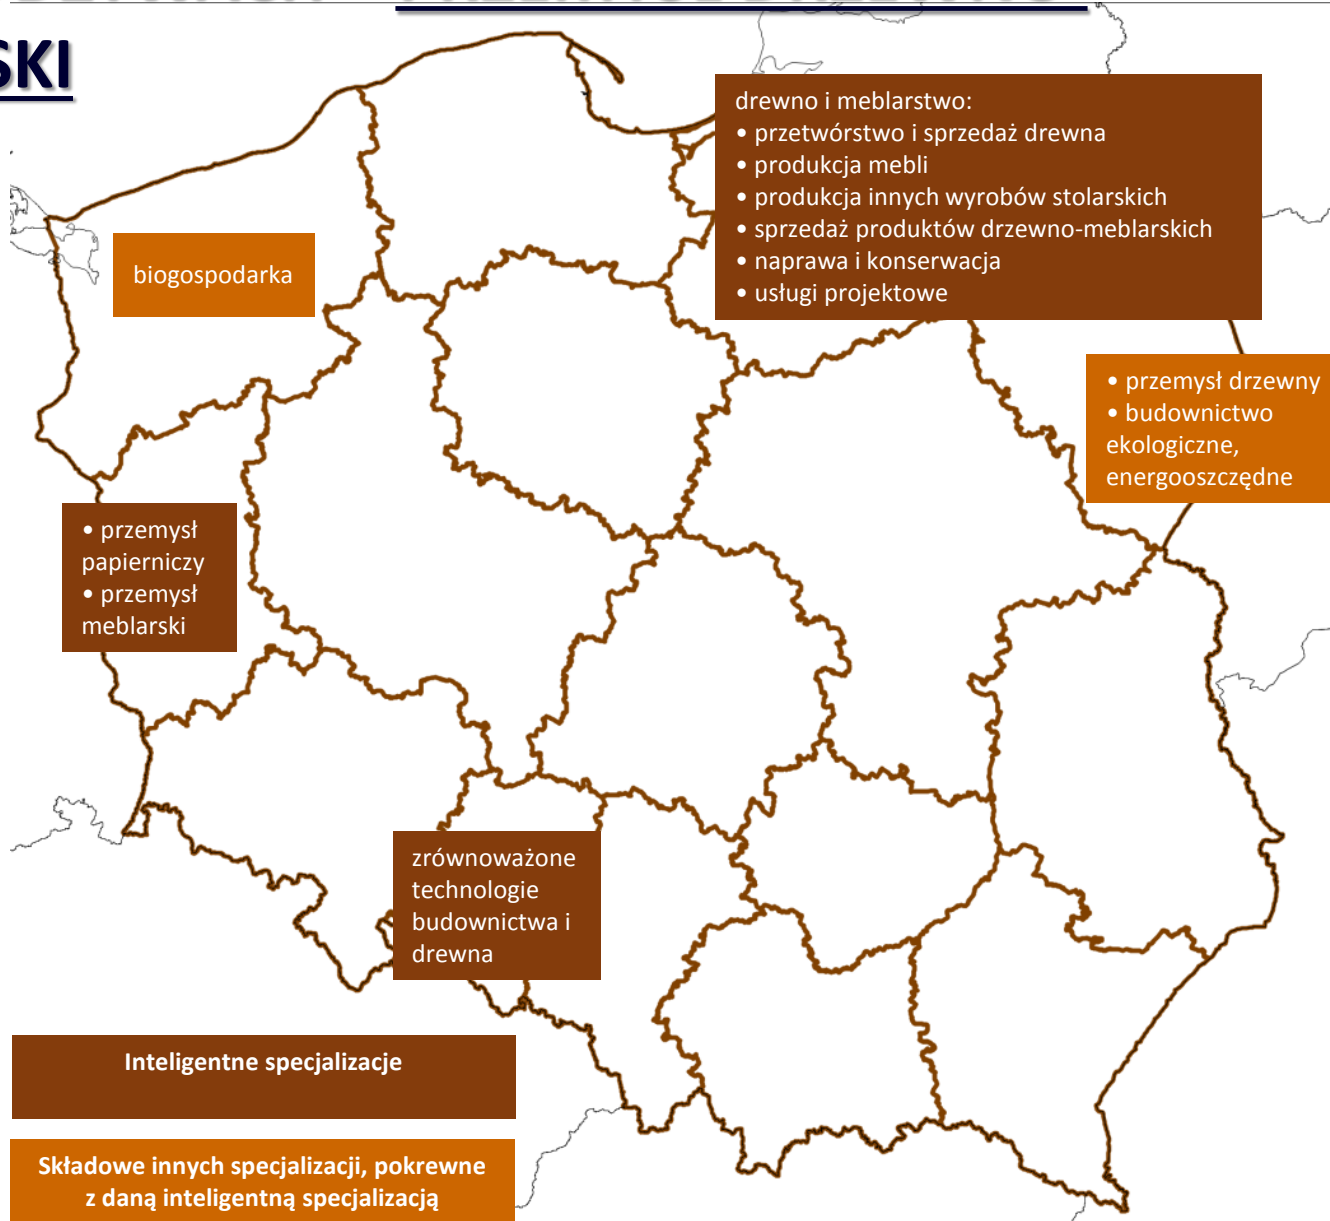 SKI
drewno i meblarstwo:
• przetwórstwo i sprzedaż drewna
• produkcja mebli
• produkcja innych wyrobów stolarskich
• sprzedaż produktów drzewno-meblarskich
• naprawa i konserwacja
• usługi projektowe
biogospodarka
• przemysł drzewny
• budownictwo
ekologiczne,
energooszczędne
• przemysł
papierniczy
• przemysł
meblarski
zrównoważone
technologie
budownictwa i
drewna
Inteligentne specjalizacje
Składowe innych specjalizacji, pokrewne
z daną inteligentną specjalizacją